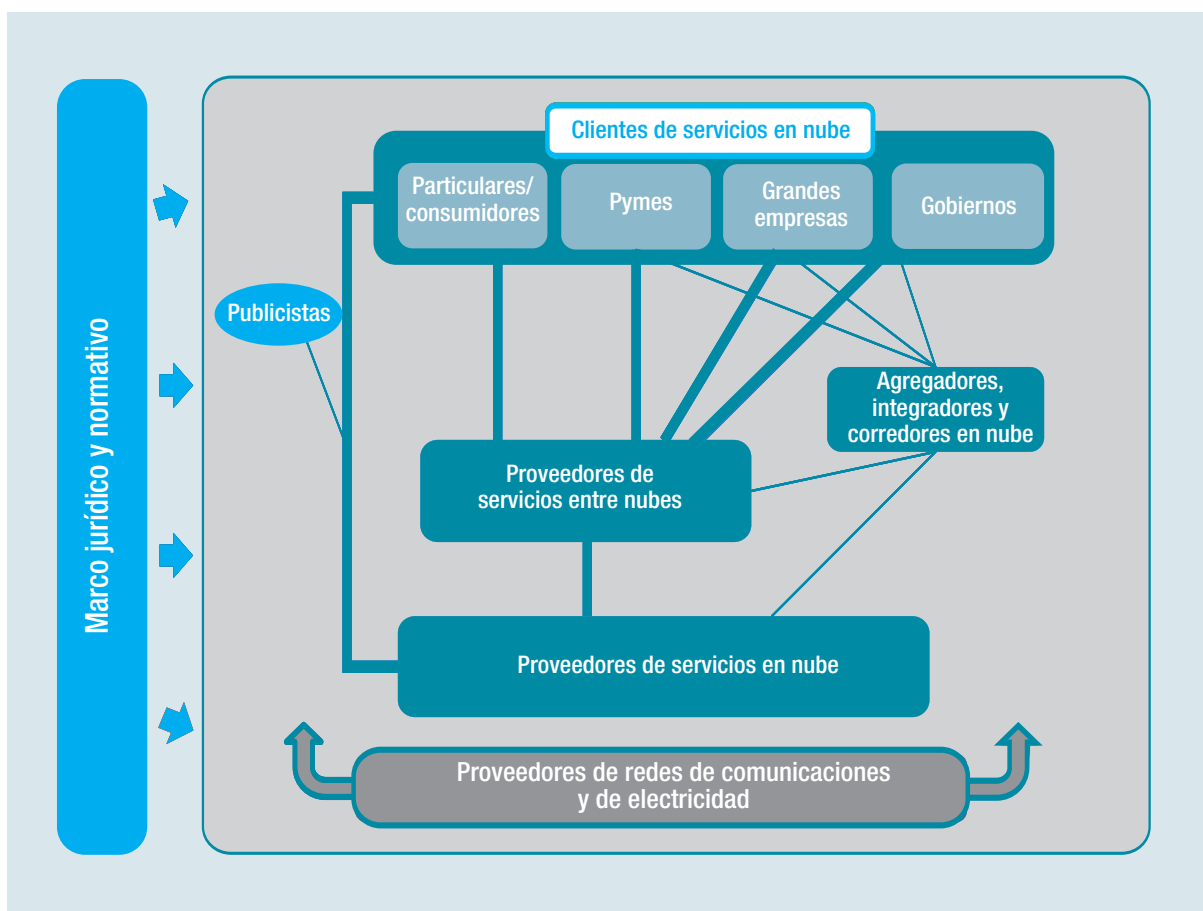 Marco jurídico y normativo
Clientes de servicios en nube
Particulares/
consumidores
Pymes
Grandes
empresas
Gobiernos
Publicistas
Agregadores,
integradores y
corredores en nube
Proveedores de
servicios entre nubes
Proveedores de servicios en nube
Proveedores de redes de comunicaciones
y de electricidad